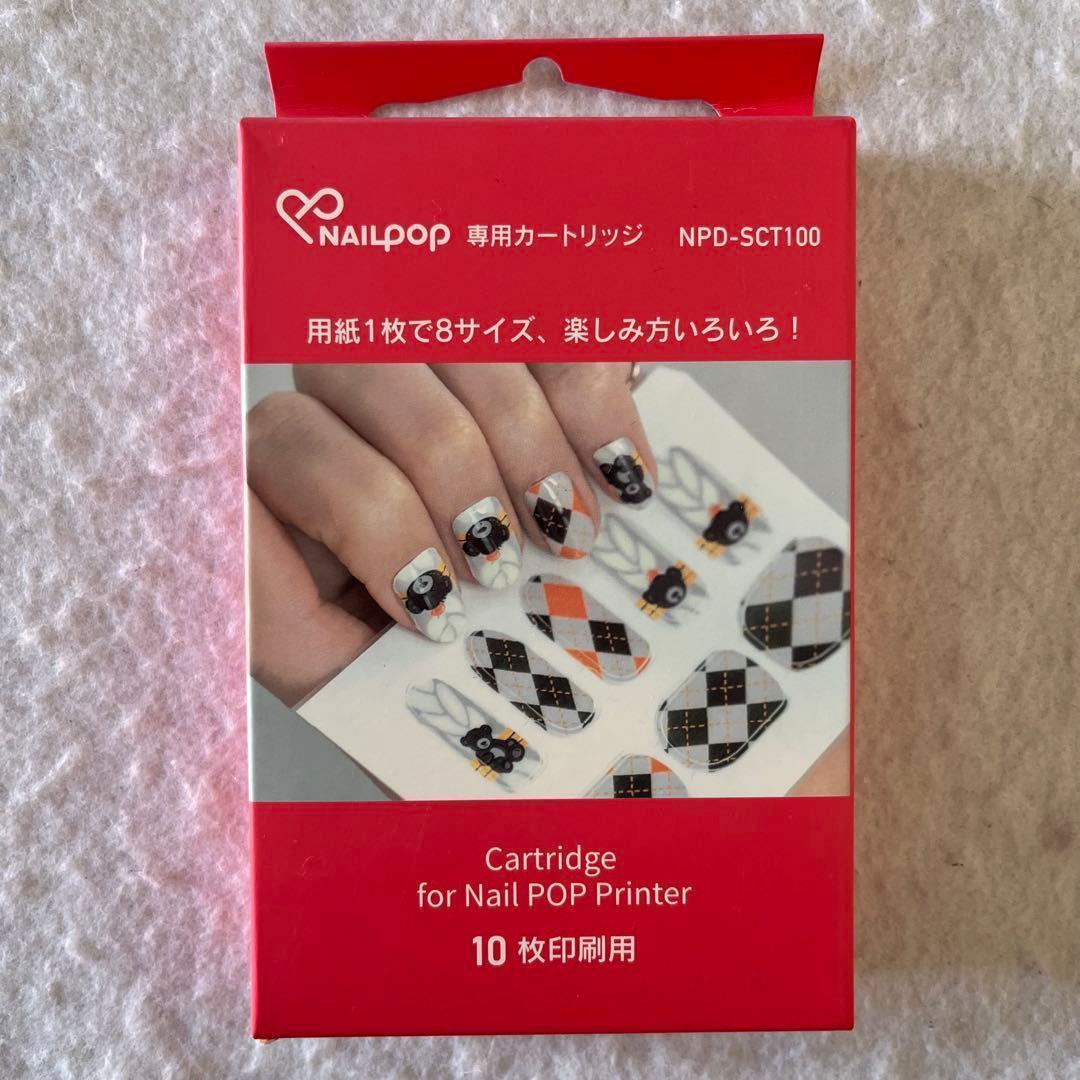 NAILPOP 専用カートリッジ NPD-SCT100
用紙1枚で8サイズ、楽しみ方いろいろ！
Cartridge
for Nail POP Printer
10 枚印刷用